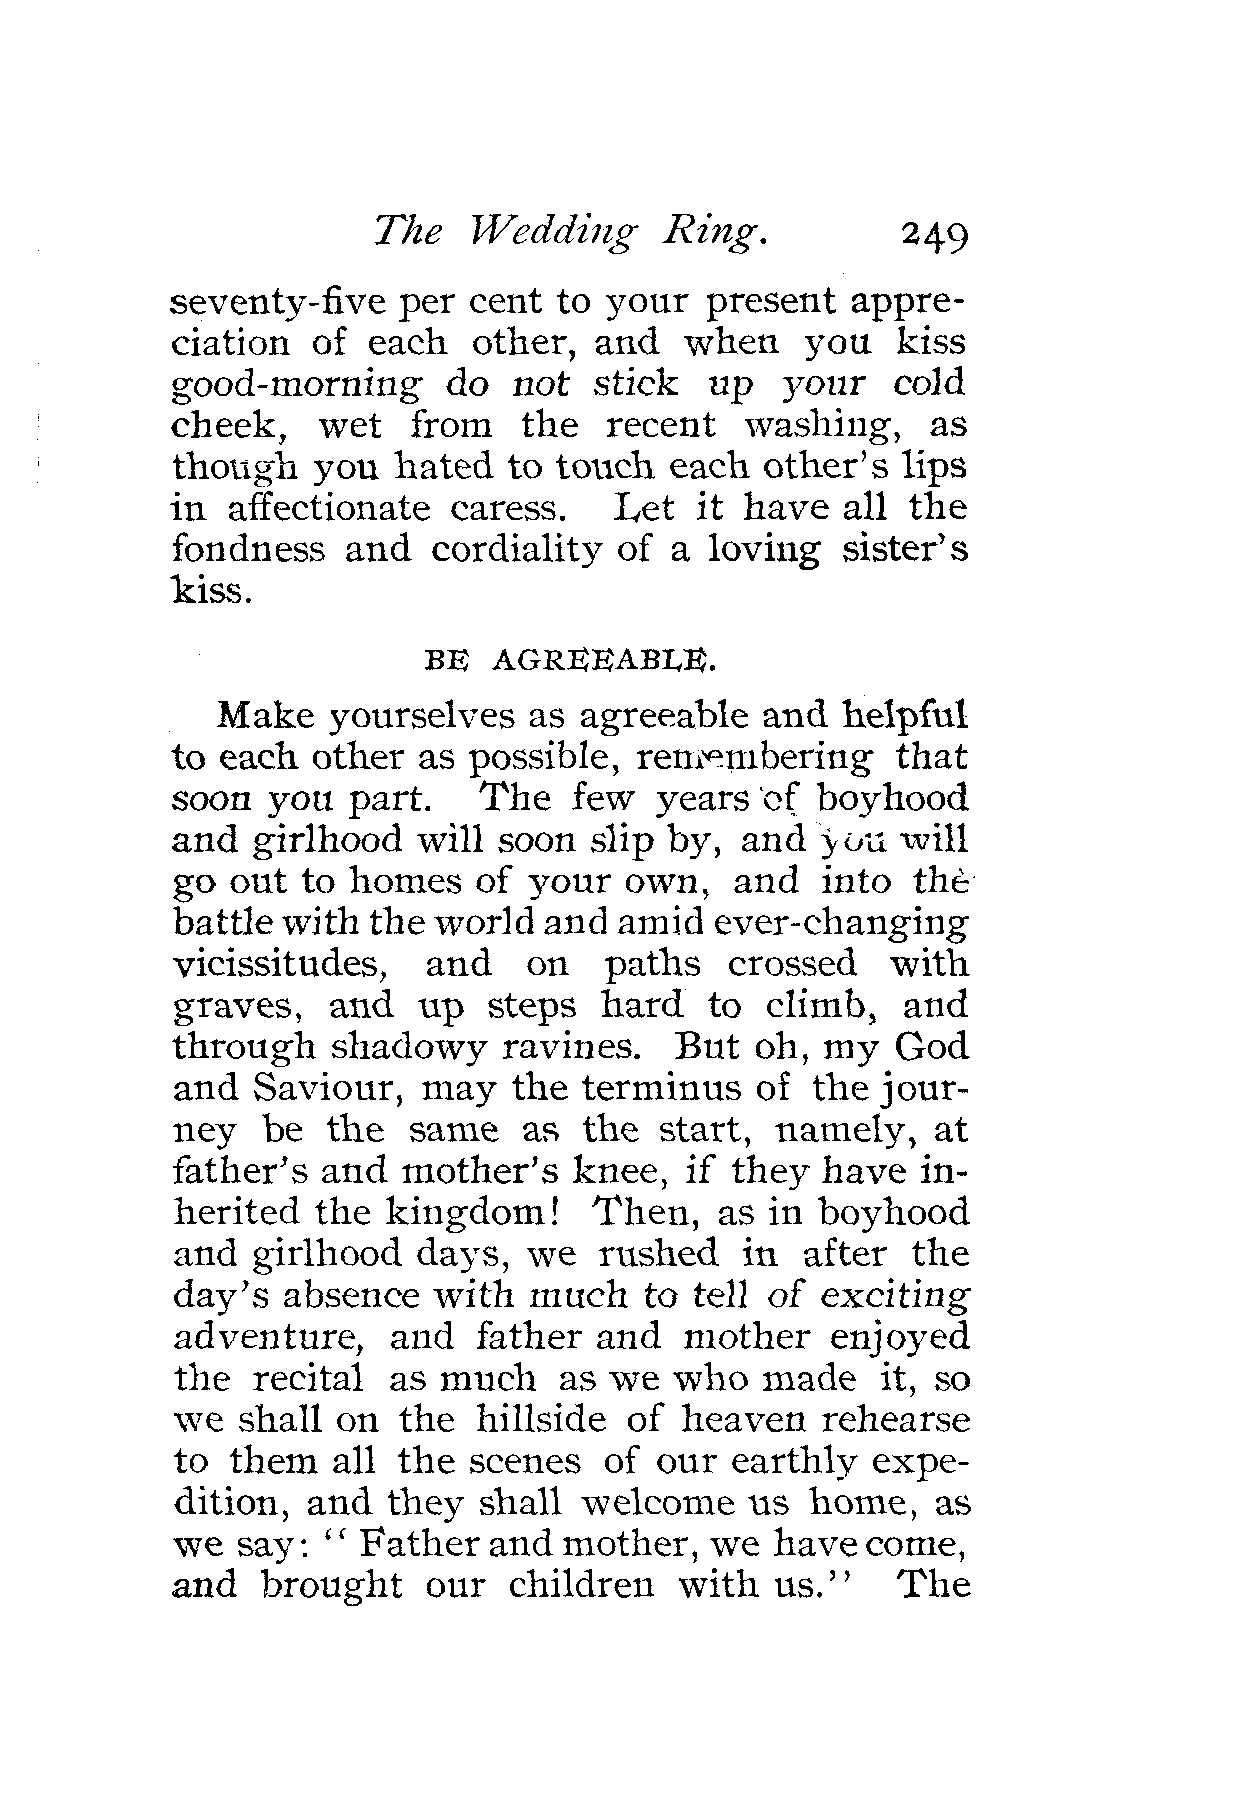 The Wedding Ring. 249
seventy-five per cent to your present appre-
ciation of each other, and when you kiss
good-morning do not stick up your cold
cheek, wet from the recent washing, as
though you hated to touch each other's lips
in affectionate caress. Let it have all the
fondness and cordiality of a loving sister's
kiss.
BE AGREEABLE.
Make yourselves as agreeable and helpful
to each other as possible, remembering that
soon you part. The few years of boyhood
and girlhood will soon slip by, and you will
go out to homes of your own, and into the
battle with the world and amid ever-changing
vicissitudes, and on paths crossed with
graves, and up steps hard to climb, and
through shadowy ravines. But oh, my God
and Saviour, may the terminus of the jour-
ney be the same as the start, namely, at
father's and mother's knee, if they have in-
herited the kingdom! Then, as in boyhood
and girlhood days, we rushed in after the
day's absence with much to tell of exciting
adventure, and father and mother enjoyed
the recital as much as we who made it, so
we shall on the hillside of heaven rehearse
to them all the scenes of our earthly expe-
dition, and they shall welcome us home, as
we say: "Father and mother, we have come,
and brought our children with us." The